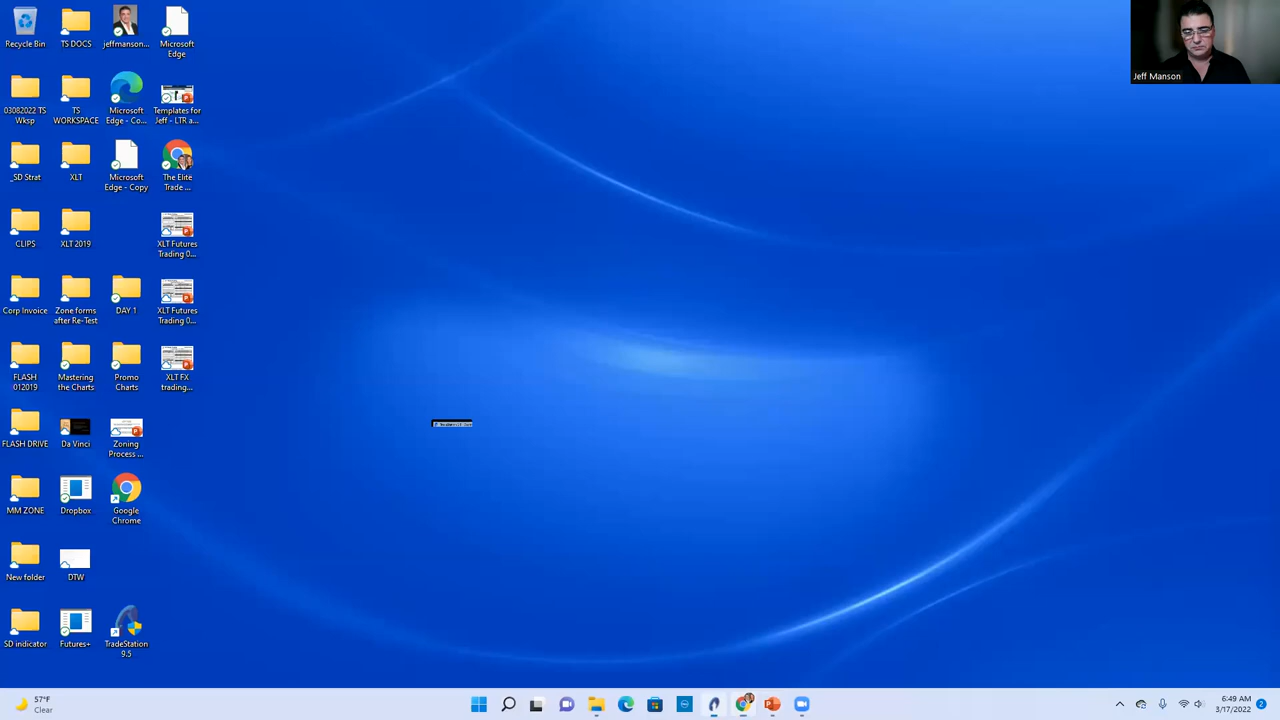 Recycle Bin
TS DOCS
jeffmanson...
Microsoft
Edge
03082022 TS
Wksp
TS
WORKSPACE
Microsoft
Edge - Co...
Templates for
Jeff - LTR a...
_SD Strat
XLT
Microsoft
Edge - Copy
The Elite
Trade ...
CLIPS
XLT 2019
XLT Futures
Trading 0...
Corp Invoice
Zone forms
after Re-Test
DAY 1
XLT Futures
Trading 0...
FLASH
012019
Mastering
the Charts
Promo
Charts
XLT FX
trading...
FLASH DRIVE
Da Vinci
Zoning
Process ...
MM ZONE
Dropbox
Google
Chrome
New folder
DTW
SD indicator
Futures+
TradeStation
9.5
Jeff Manson
57°F
Clear
6:49 AM
3/17/2022
2